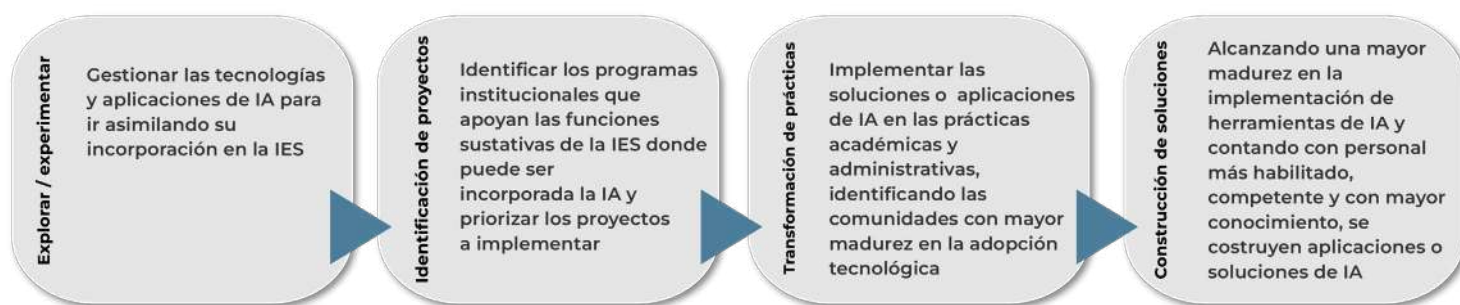 Explorar / experimentar
Gestionar las tecnologías
y aplicaciones de IA para
ir asimilando su
incorporación en la IES
Identificación de proyectos
Identificar los programas
institucionales que
apoyan las funciones
sustativas de la IES donde
puede ser
incorporada la IA y
priorizar los proyectos
a implementar
Transformación de prácticas
Implementar las
soluciones o aplicaciones
de IA en las prácticas
académicas y
administrativas,
identificando las
comunidades con mayor
madurez en la adopción
tecnológica
Construcción de soluciones
Alcanzando una mayor
madurez en la
implementación de
herramientas de IA y
contando con personal
más habilitado,
competente y con mayor
conocimiento, se
costruyen aplicaciones o
soluciones de IA